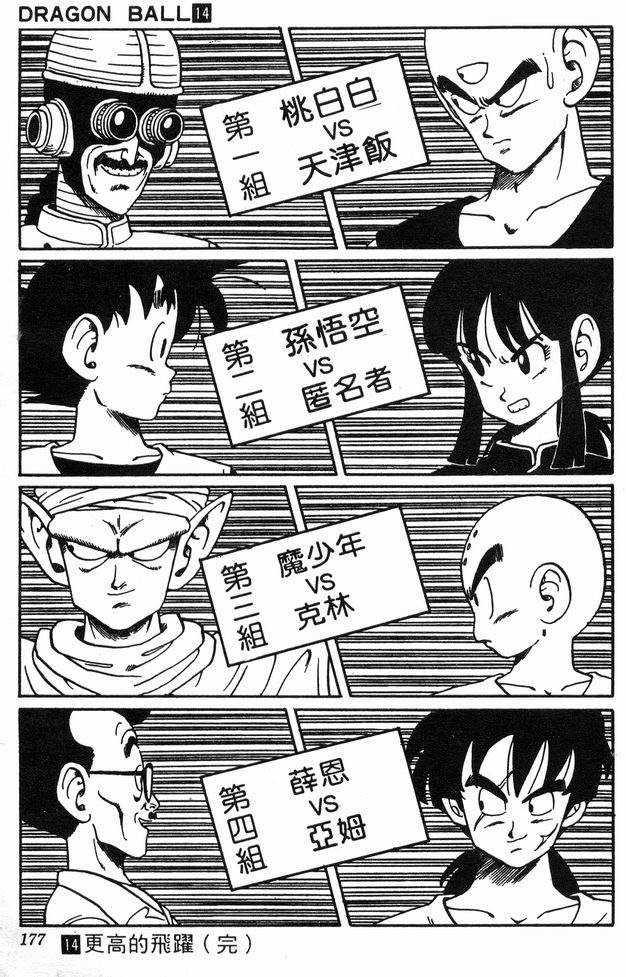 DRAGON BALL 14
第一組
桃白白
VS
天津飯
第二組
孫悟空
VS
匿名者
第三組
魔少年
VS
克林
第四組
薛恩
VS
亞姆
177
14 更高的飛躍（完）